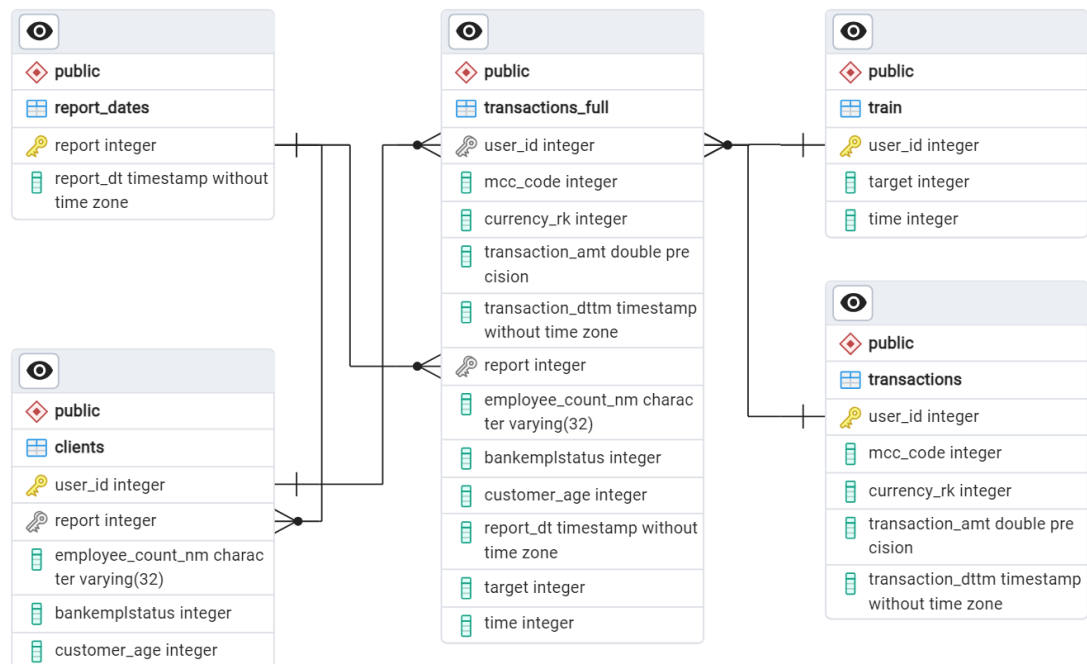 public
report_dates
report integer
report_dt timestamp without
time zone
public
clients
user_id integer
report integer
employee_count_nm charac
ter varying(32)
bankemplstatus integer
customer_age integer
public
transactions_full
user_id integer
mcc_code integer
currency_rk integer
transaction_amt double pre
cision
transaction_dttm timestamp
without time zone
report integer
employee_count_nm charac
ter varying(32)
bankemplstatus integer
customer_age integer
report_dt timestamp without
time zone
target integer
time integer
public
train
user_id integer
target integer
time integer
public
transactions
user_id integer
mcc_code integer
currency_rk integer
transaction_amt double pre
cision
transaction_dttm timestamp
without time zone